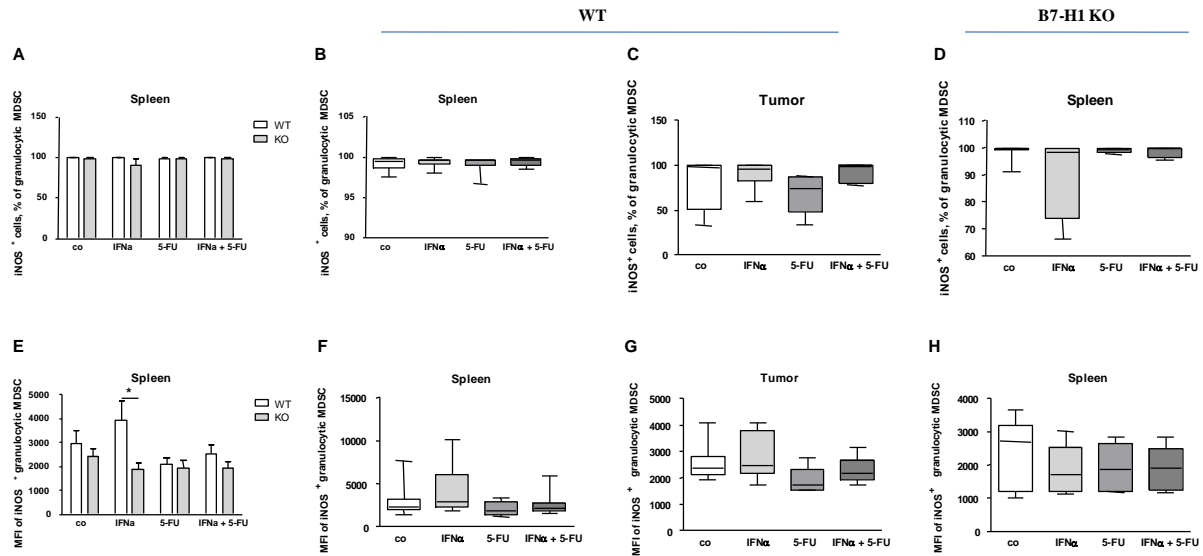 WT
B7-H1 KO
A
Spleen
iNOS⁺ cells, % of granulocytic MDSC
150
100
50
0
co IFNa 5-FU IFNa + 5-FU
WT
KO
B
Spleen
iNOS⁺ cells, % of granulocytic MDSC
105
100
95
90
co IFNα 5-FU IFNα + 5-FU
C
Tumor
iNOS⁺ cells, % of granulocytic MDSC
150
100
50
0
co IFNα 5-FU IFNα + 5-FU
D
Spleen
iNOS⁺ cells, % of granulocytic MDSC
100
90
80
70
60
co IFNα 5-FU IFNα + 5-FU
E
Spleen
MFI of iNOS⁺ granulocytic MDSC
5000
4000
3000
2000
1000
0
*
co IFNa 5-FU IFNa + 5-FU
WT
KO
F
Spleen
MFI of iNOS⁺ granulocytic MDSC
15000
10000
5000
0
co IFNα 5-FU IFNα + 5-FU
G
Tumor
MFI of iNOS⁺ granulocytic MDSC
5000
4000
3000
2000
1000
0
co IFNα 5-FU IFNα + 5-FU
H
Spleen
MFI of iNOS⁺ granulocytic MDSC
4000
3000
2000
1000
0
co IFNα 5-FU IFNα + 5-FU